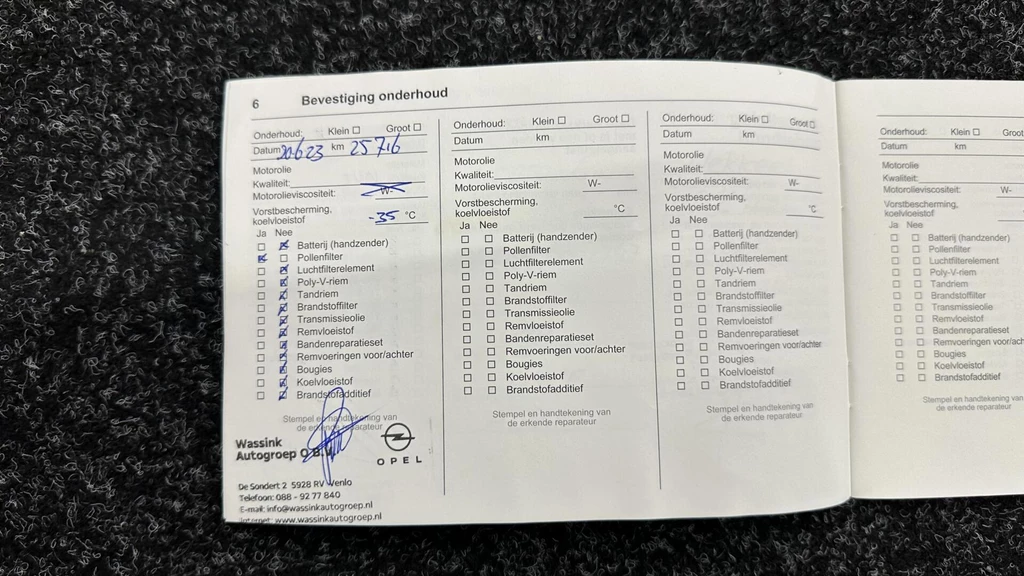 6 Bevestiging onderhoud
Onderhoud: Klein Groot
Datum 20623 km 25716
Motorolie
Kwaliteit:
Motorolieviscositeit: W-
Vorstbescherming,
koelvloeistof -35 °C
Ja Nee
Batterij (handzender)
Pollenfilter
Luchtfilterelement
Poly-V-riem
Tandriem
Brandstoffilter
Transmissieolie
Remvloeistof
Bandenreparatieset
Remvoeringen voor/achter
Bougies
Koelvloeistof
Brandstofadditief
Stempel en handtekening van
de erkende reparateur
Wassink
Autogroep O B.V.
OPEL
De Sondert 2 5928 RV Venlo
Telefoon: 088 - 92 77 840
E-mail: info@wassinkautogroep.nl
Internet: www.wassinkautogroep.nl
Onderhoud: Klein Groot
Datum km
Motorolie
Kwaliteit:
Motorolieviscositeit: W-
Vorstbescherming,
koelvloeistof °C
Ja Nee
Batterij (handzender)
Pollenfilter
Luchtfilterelement
Poly-V-riem
Tandriem
Brandstoffilter
Transmissieolie
Remvloeistof
Bandenreparatieset
Remvoeringen voor/achter
Bougies
Koelvloeistof
Brandstofadditief
Stempel en handtekening van
de erkende reparateur
Onderhoud: Klein Groot
Datum km
Motorolie
Kwaliteit:
Motorolieviscositeit: W-
Vorstbescherming,
koelvloeistof °C
Ja Nee
Batterij (handzender)
Pollenfilter
Luchtfilterelement
Poly-V-riem
Tandriem
Brandstoffilter
Transmissieolie
Remvloeistof
Bandenreparatieset
Remvoeringen voor/achter
Bougies
Koelvloeistof
Brandstofadditief
Stempel en handtekening van
de erkende reparateur
Onderhoud: Klein Groot
Datum km
Motorolie
Kwaliteit:
Motorolieviscositeit: W-
Vorstbescherming,
koelvloeistof
Ja Nee
Batterij (handzender)
Pollenfilter
Luchtfilterelement
Poly-V-riem
Tandriem
Brandstoffilter
Transmissieolie
Remvloeistof
Bandenreparatieset
Remvoeringen voor/ach
Bougies
Koelvloeistof
Brandstofadditief
Stempel en handtekening van
de erkende reparateur